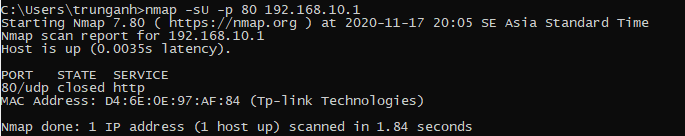 C:\Users\trunganh>nmap -sU -p 80 192.168.10.1
Starting Nmap 7.80 ( https://nmap.org ) at 2020-11-17 20:05 SE Asia Standard Time
Nmap scan report for 192.168.10.1
Host is up (0.0035s latency).
PORT   STATE  SERVICE
80/udp closed http
MAC Address: D4:6E:0E:97:AF:84 (Tp-link Technologies)
Nmap done: 1 IP address (1 host up) scanned in 1.84 seconds